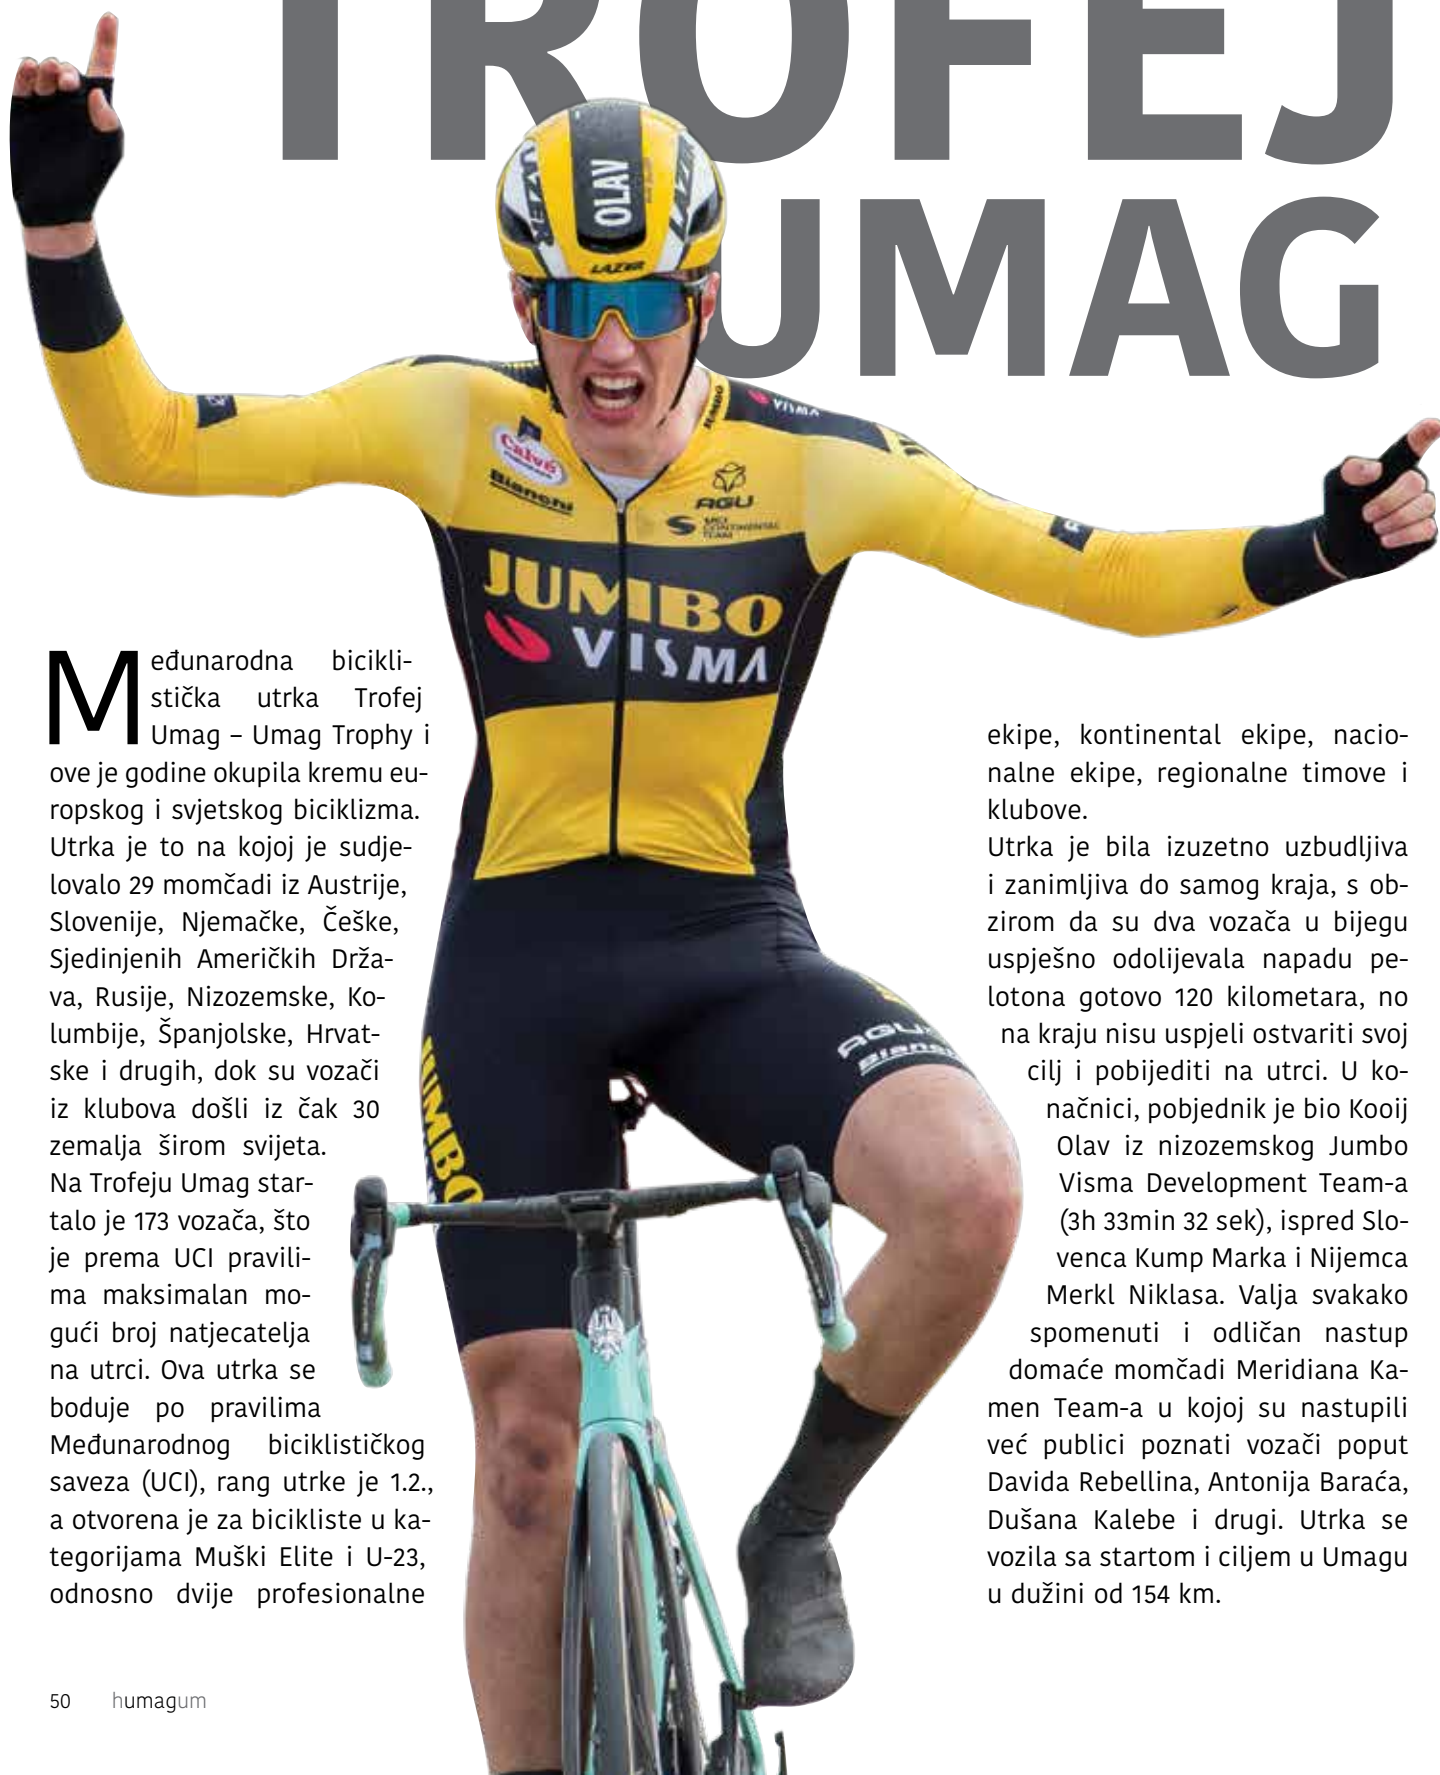 TROFEJ
UMAG
OLAV
LAZER
LAZER
LAZER
JUMBO
VISMA
Calvé
Bianchi
AGU
UCI
CONTINENTAL
TEAM
JUMBO
VISMA
AGU
Bianchi
JUMBO
Međunarodna bicikli-
stička utrka Trofej
Umag – Umag Trophy i
ove je godine okupila kremu eu-
ropskog i svjetskog biciklizma.
Utrka je to na kojoj je sudje-
lovalo 29 momčadi iz Austrije,
Slovenije, Njemačke, Češke,
Sjedinjenih Američkih Drža-
va, Rusije, Nizozemske, Ko-
lumbije, Španjolske, Hrvat-
ske i drugih, dok su vozači
iz klubova došli iz čak 30
zemalja širom svijeta.
Na Trofeju Umag star-
talo je 173 vozača, što
je prema UCI pravili-
ma maksimalan mo-
gući broj natjecatelja
na utrci. Ova utrka se
boduje po pravilima
Međunarodnog biciklističkog
saveza (UCI), rang utrke je 1.2.,
a otvorena je za bicikliste u ka-
tegorijama Muški Elite i U-23,
odnosno dvije profesionalne
ekipe, kontinental ekipe, nacio-
nalne ekipe, regionalne timove i
klubove.
Utrka je bila izuzetno uzbudljiva
i zanimljiva do samog kraja, s ob-
zirom da su dva vozača u bijegu
uspješno odolijevala napadu pe-
lotona gotovo 120 kilometara, no
na kraju nisu uspjeli ostvariti svoj
cilj i pobijediti na utrci. U ko-
načnici, pobjednik je bio Kooij
Olav iz nizozemskog Jumbo
Visma Development Team-a
(3h 33min 32 sek), ispred Slo-
venca Kump Marka i Nijemca
Merkl Niklasa. Valja svakako
spomenuti i odličan nastup
domaće momčadi Meridiana Ka-
men Team-a u kojoj su nastupili
već publici poznati vozači poput
Davida Rebellina, Antonija Baraća,
Dušana Kalebe i drugi. Utrka se
vozila sa startom i ciljem u Umagu
u dužini od 154 km.
50 humagum